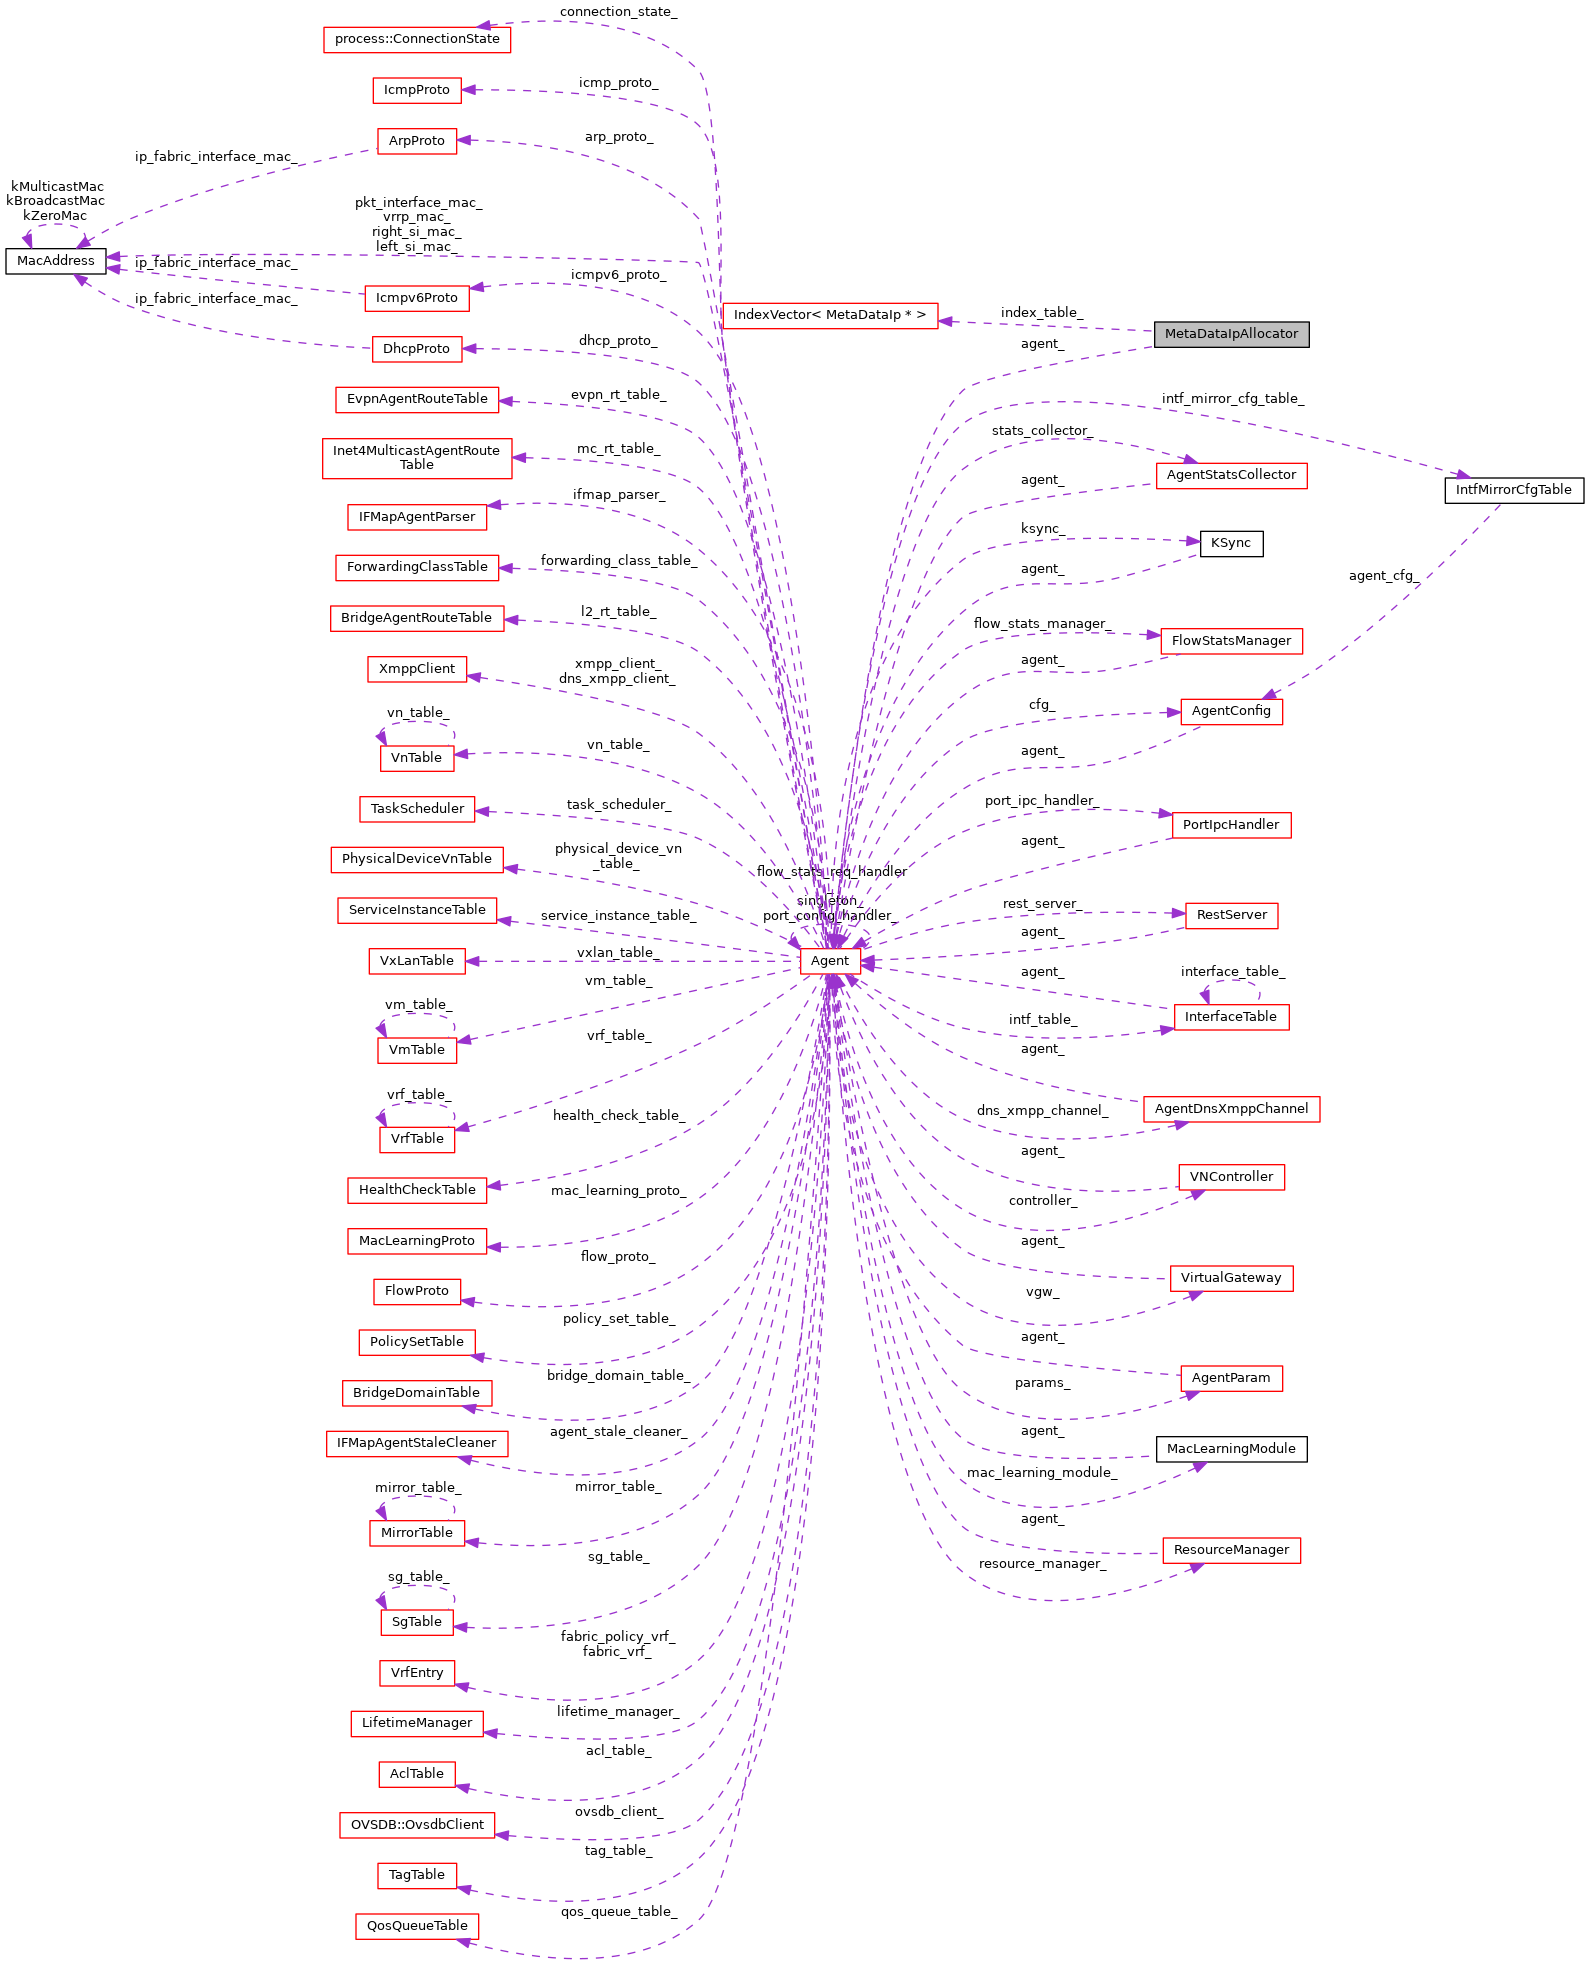 connection_state_
process::ConnectionState
icmp_proto_
IcmpProto
arp_proto_
ArpProto
ip_fabric_interface_mac_
kMulticastMac
kBroadcastMac
kZeroMac
MacAddress
pkt_interface_mac_
vrrp_mac_
right_si_mac_
left_si_mac_
ip_fabric_interface_mac_
icmpv6_proto_
Icmpv6Proto
ip_fabric_interface_mac_
dhcp_proto_
DhcpProto
IndexVector< MetaDataIp * >
index_table_
MetaDataIpAllocator
agent_
evpn_rt_table_
EvpnAgentRouteTable
intf_mirror_cfg_table_
stats_collector_
mc_rt_table_
Inet4MulticastAgentRoute
Table
AgentStatsCollector
agent_
IntfMirrorCfgTable
ifmap_parser_
IFMapAgentParser
ksync_
KSync
forwarding_class_table_
ForwardingClassTable
agent_
agent_cfg_
l2_rt_table_
BridgeAgentRouteTable
flow_stats_manager_
FlowStatsManager
xmpp_client_
dns_xmpp_client_
XmppClient
agent_
vn_table_
cfg_
AgentConfig
vn_table_
VnTable
agent_
task_scheduler_
TaskScheduler
port_ipc_handler_
PortIpcHandler
physical_device_vn
_table_
PhysicalDeviceVnTable
agent_
flow_stats_req_handler
_
singleton_
port_config_handler_
service_instance_table_
ServiceInstanceTable
rest_server_
RestServer
agent_
vxlan_table_
VxLanTable
Agent
agent_
interface_table_
vm_table_
vm_table_
InterfaceTable
intf_table_
vrf_table_
VmTable
agent_
vrf_table_
VrfTable
health_check_table_
dns_xmpp_channel_
AgentDnsXmppChannel
agent_
HealthCheckTable
mac_learning_proto_
VNController
controller_
MacLearningProto
agent_
flow_proto_
FlowProto
VirtualGateway
vgw_
policy_set_table_
PolicySetTable
agent_
bridge_domain_table_
BridgeDomainTable
AgentParam
params_
agent_stale_cleaner_
IFMapAgentStaleCleaner
agent_
MacLearningModule
mac_learning_module_
mirror_table_
mirror_table_
MirrorTable
agent_
sg_table_
ResourceManager
resource_manager_
sg_table_
SgTable
fabric_policy_vrf_
fabric_vrf_
VrfEntry
lifetime_manager_
LifetimeManager
acl_table_
AclTable
ovsdb_client_
OVSDB::OvsdbClient
tag_table_
TagTable
qos_queue_table_
QosQueueTable